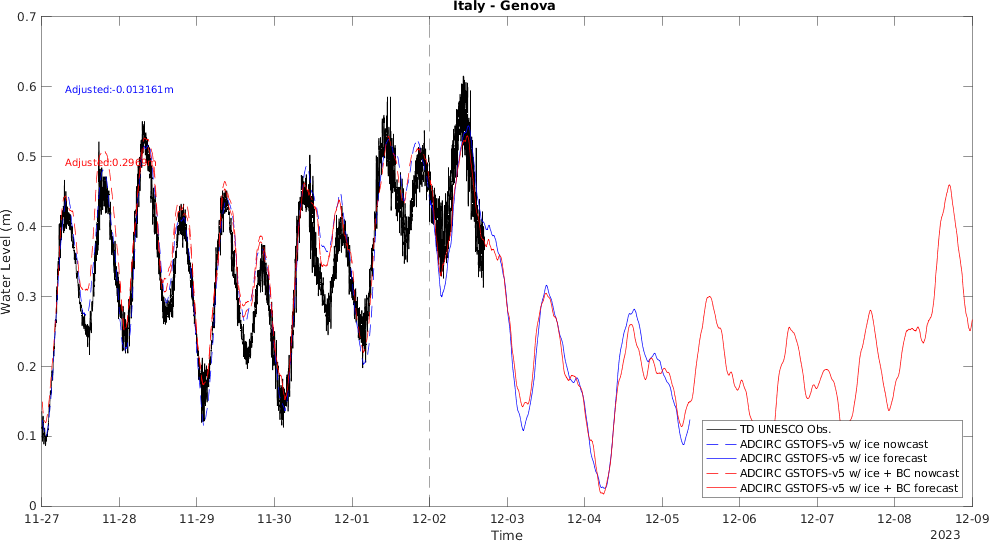 Italy - Genova
0.7
0.6
0.5
0.4
0.3
0.2
0.1
0
Water Level (m)
Adjusted:-0.013161m
11-27
11-28
11-29
11-30
12-01
12-02
12-03
12-04
12-05
12-06
12-07
12-08
12-09
Time
2023
TD UNESCO Obs.
ADCIRC GSTOFS-v5 w/ ice nowcast
ADCIRC GSTOFS-v5 w/ ice forecast
ADCIRC GSTOFS-v5 w/ ice + BC nowcast
ADCIRC GSTOFS-v5 w/ ice + BC forecast